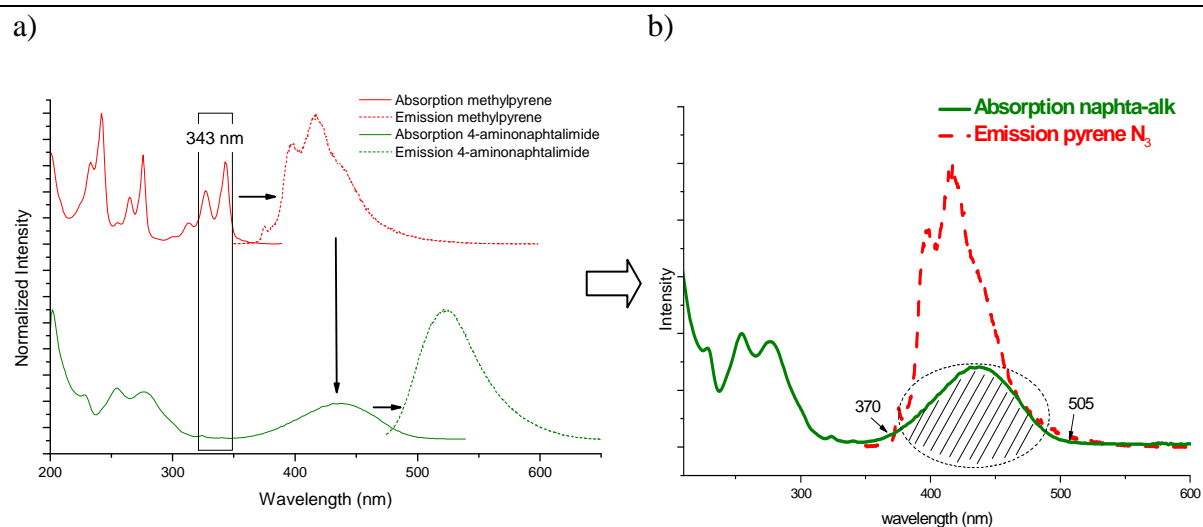 a)
b)
Absorption methylpyrene
Emission methylpyrene
Absorption 4-aminonaphtalimide
Emission 4-aminonaphtalimide
343 nm
Normalized Intensity
200 300 400 500 600
Wavelength (nm)
Absorption naphta-alk
Emission pyrene N3
370
505
Intensity
300 400 500 600
wavelength (nm)